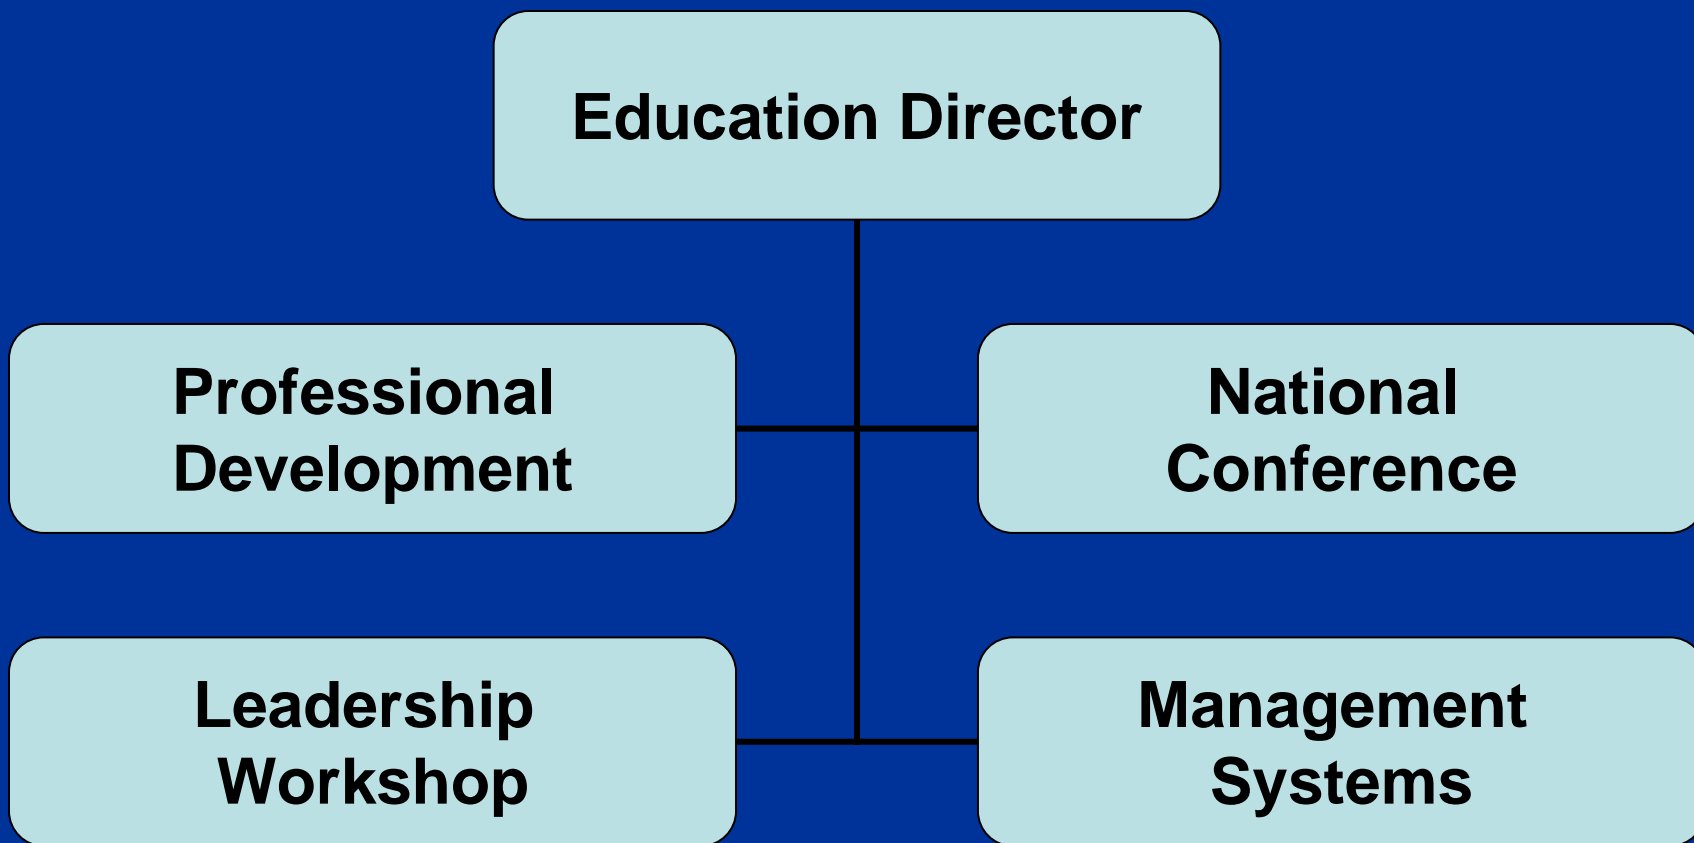 Education Director
Professional
Development
National
Conference
Leadership
Workshop
Management
Systems